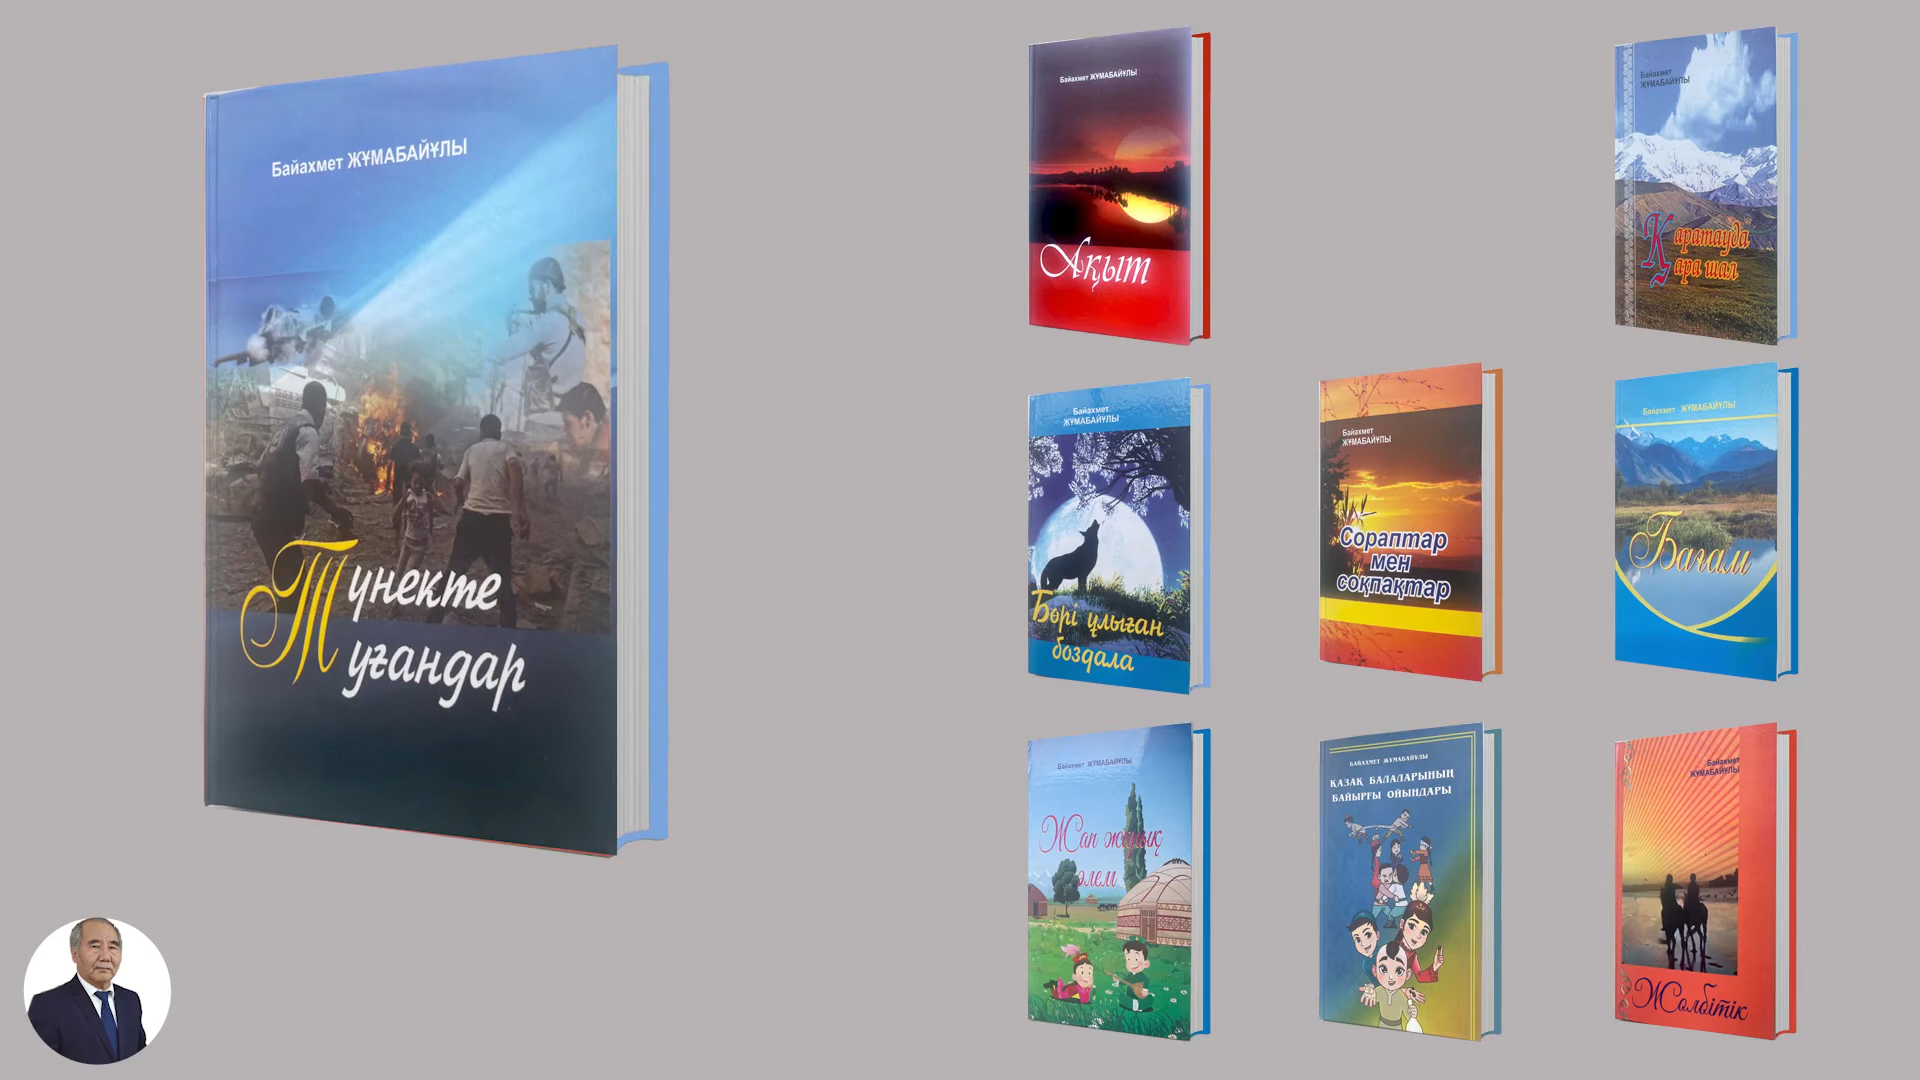 Байахмет ЖҰМАБАЙҰЛЫ
Түнекте
Туғандар
Байахмет ЖҰМАБАЙҰЛЫ
Ақыт
Байахмет
ЖҰМАБАЙҰЛЫ
Қаратауда
Қара шал
Байахмет
ЖҰМАБАЙҰЛЫ
Бөрі ұлыған
боздала
Байахмет
ЖҰМАБАЙҰЛЫ
Сораптар
мен
соқпақтар
Байахмет ЖҰМАБАЙҰЛЫ
Бағам
Байахмет ЖҰМАБАЙҰЛЫ
Жап жарық
әлем
БАЙАХМЕТ ЖҰМАБАЙҰЛЫ
ҚАЗАҚ БАЛАЛАРЫНЫҢ
БАЙЫРҒЫ ОЙЫНДАРЫ
Байахмет
ЖҰМАБАЙҰЛЫ
Жолбітік